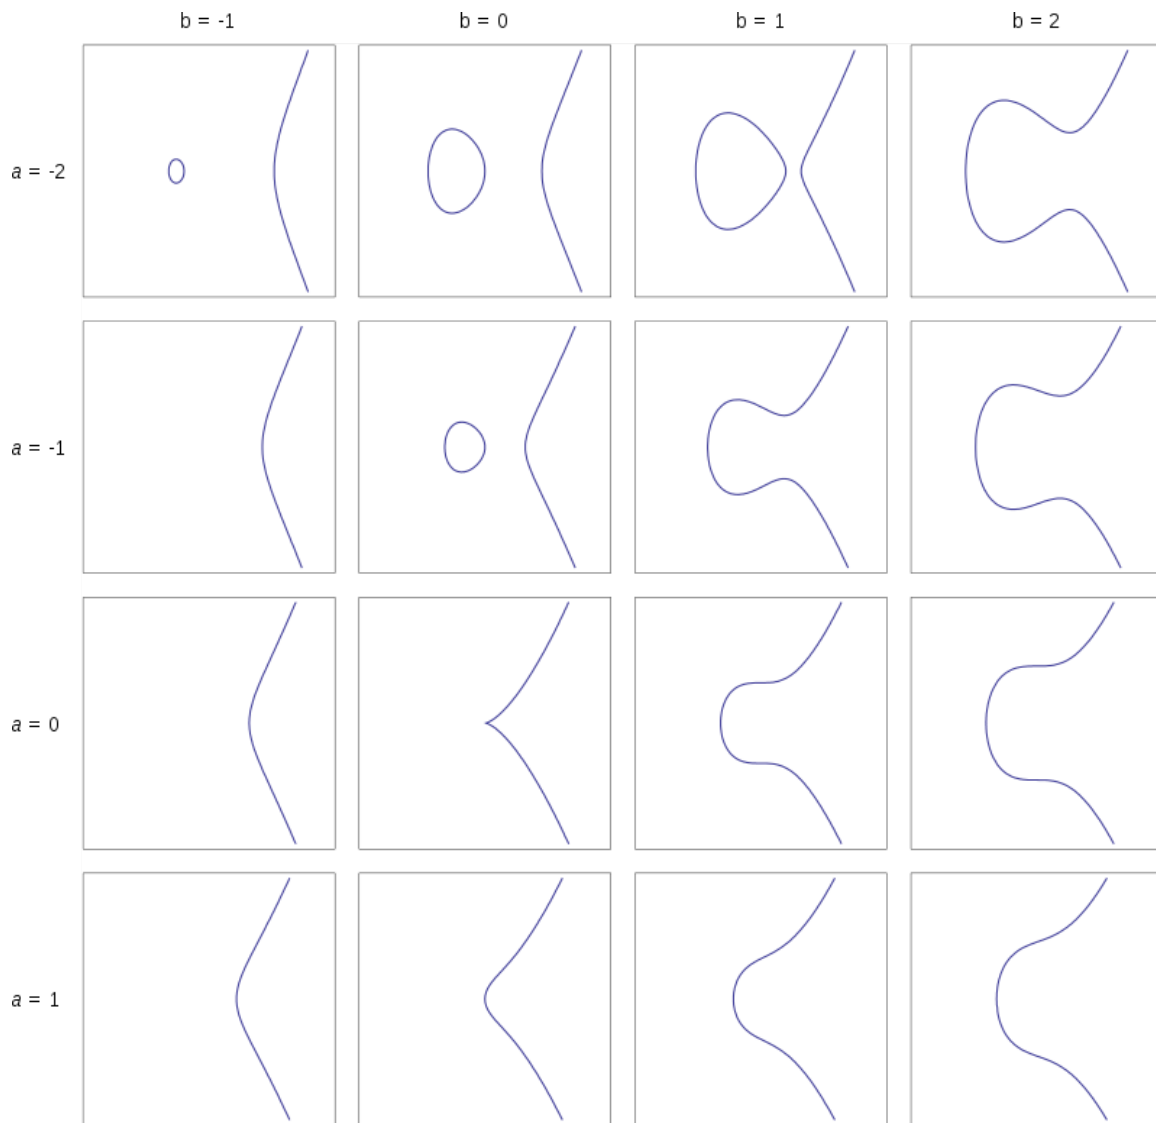 b = -1 b = 0 b = 1 b = 2
a = -2
a = -1
a = 0
a = 1